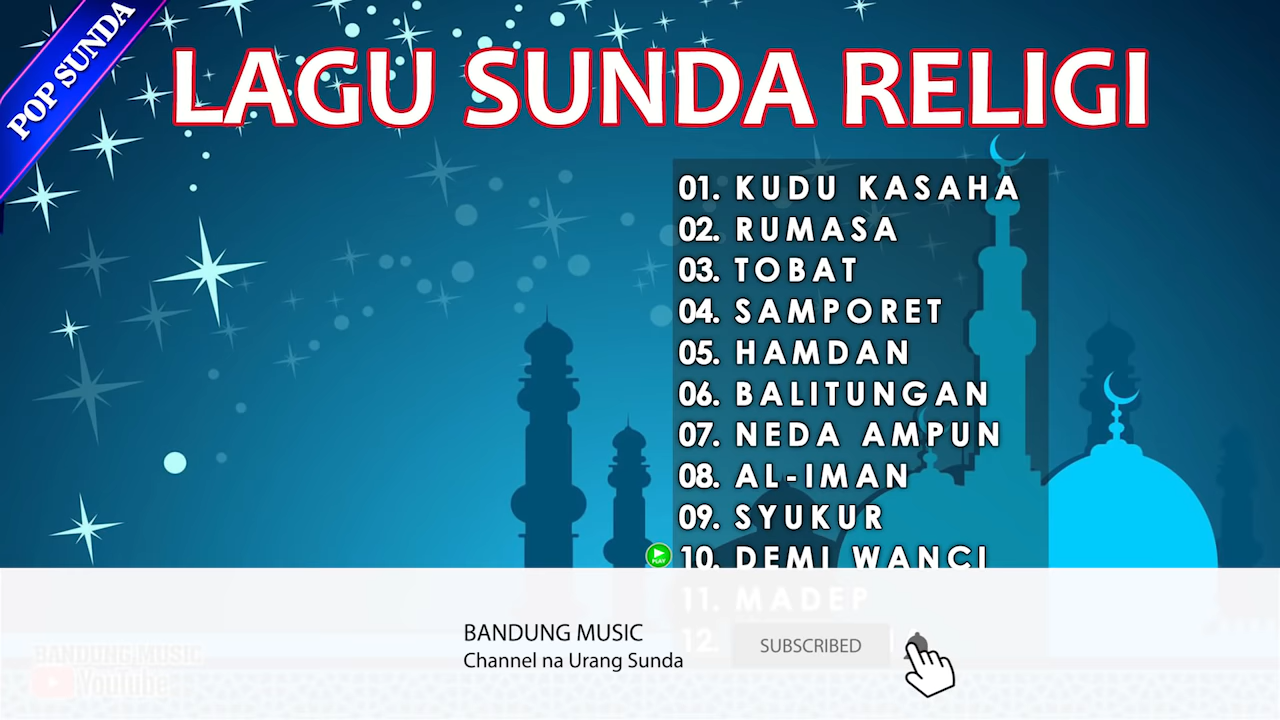 POP SUNDA
LAGU SUNDA RELIGI
01. KUDU KASAHA
02. RUMASA
03. TOBAT
04. SAMPORET
05. HAMDAN
06. BALITUNGAN
07. NEDA AMPUN
08. AL-IMAN
09. SYUKUR
PLAY
10. DEMI WANCI
11. MADEP
12.
BANDUNG MUSIC
Channel na Urang Sunda
SUBSCRIBED
BANDUNG MUSIC
YouTube